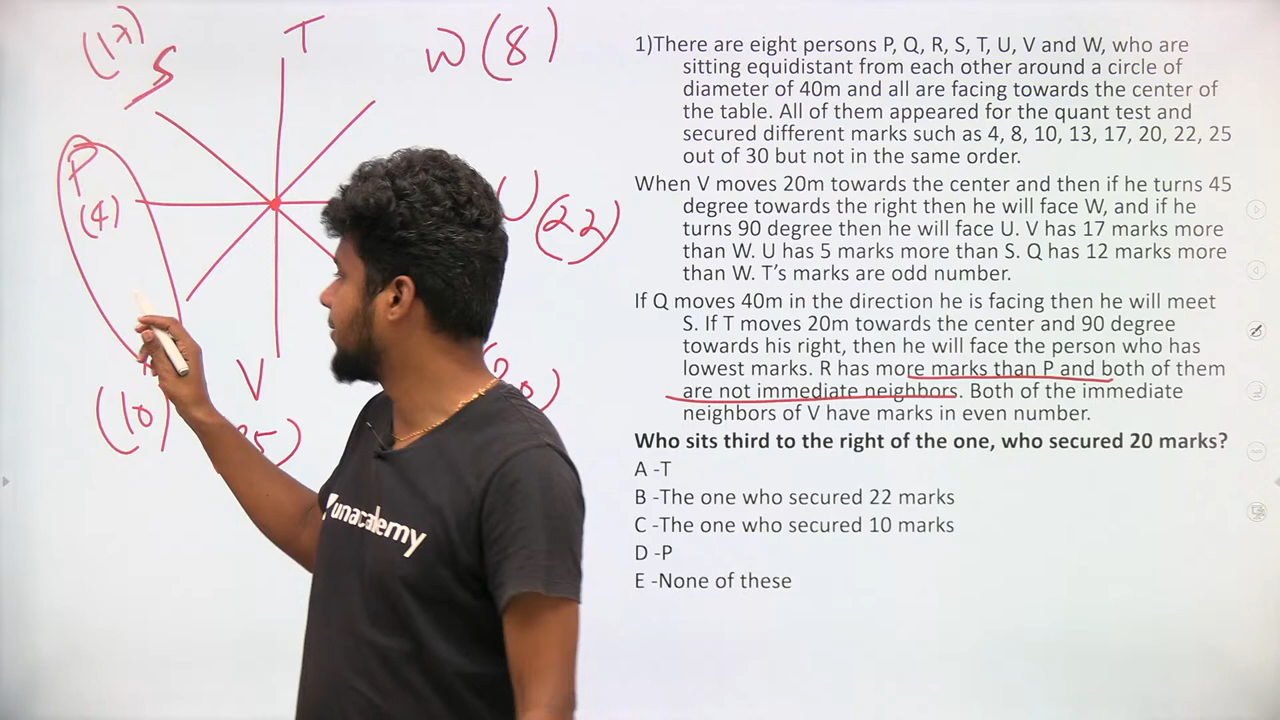 (17)
S
T
W (8)
P
(4)
U
(22)
(10)
V
1)There are eight persons P, Q, R, S, T, U, V and W, who are
sitting equidistant from each other around a circle of
diameter of 40m and all are facing towards the center of
the table. All of them appeared for the quant test and
secured different marks such as 4, 8, 10, 13, 17, 20, 22, 25
out of 30 but not in the same order.
When V moves 20m towards the center and then if he turns 45
degree towards the right then he will face W, and if he
turns 90 degree then he will face U. V has 17 marks more
than W. U has 5 marks more than S. Q has 12 marks more
than W. T's marks are odd number.
If Q moves 40m in the direction he is facing then he will meet
S. If T moves 20m towards the center and 90 degree
towards his right, then he will face the person who has
lowest marks. R has more marks than P and both of them
are not immediate neighbors. Both of the immediate
neighbors of V have marks in even number.
Who sits third to the right of the one, who secured 20 marks?
A -T
B -The one who secured 22 marks
C -The one who secured 10 marks
D -P
E -None of these
unacademy